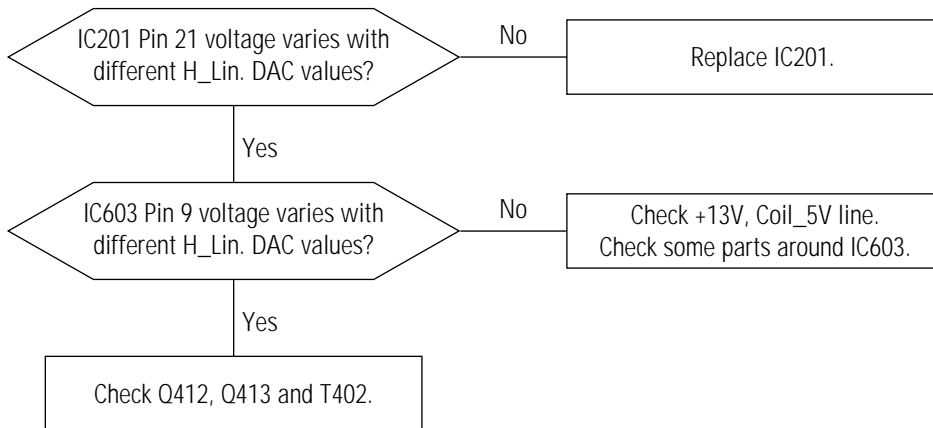 IC201 Pin 21 voltage varies with
different H_Lin. DAC values?
No
Replace IC201.
Yes
IC603 Pin 9 voltage varies with
different H_Lin. DAC values?
No
Check +13V, Coil_5V line.
Check some parts around IC603.
Yes
Check Q412, Q413 and T402.